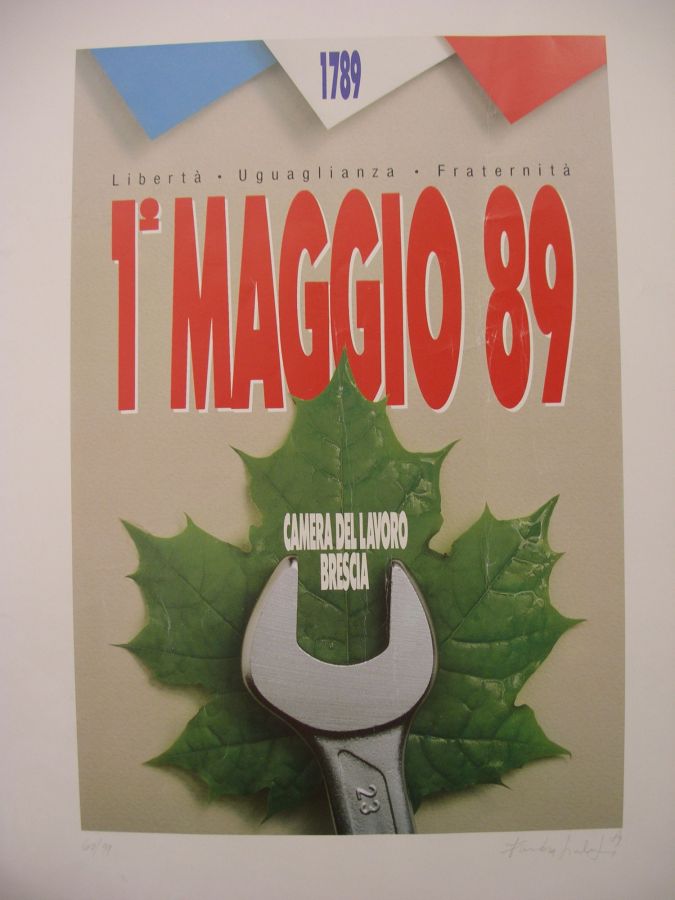 1789
Libertà • Uguaglianza • Fraternità
1° MAGGIO 89
CAMERA DEL LAVORO
BRESCIA
23